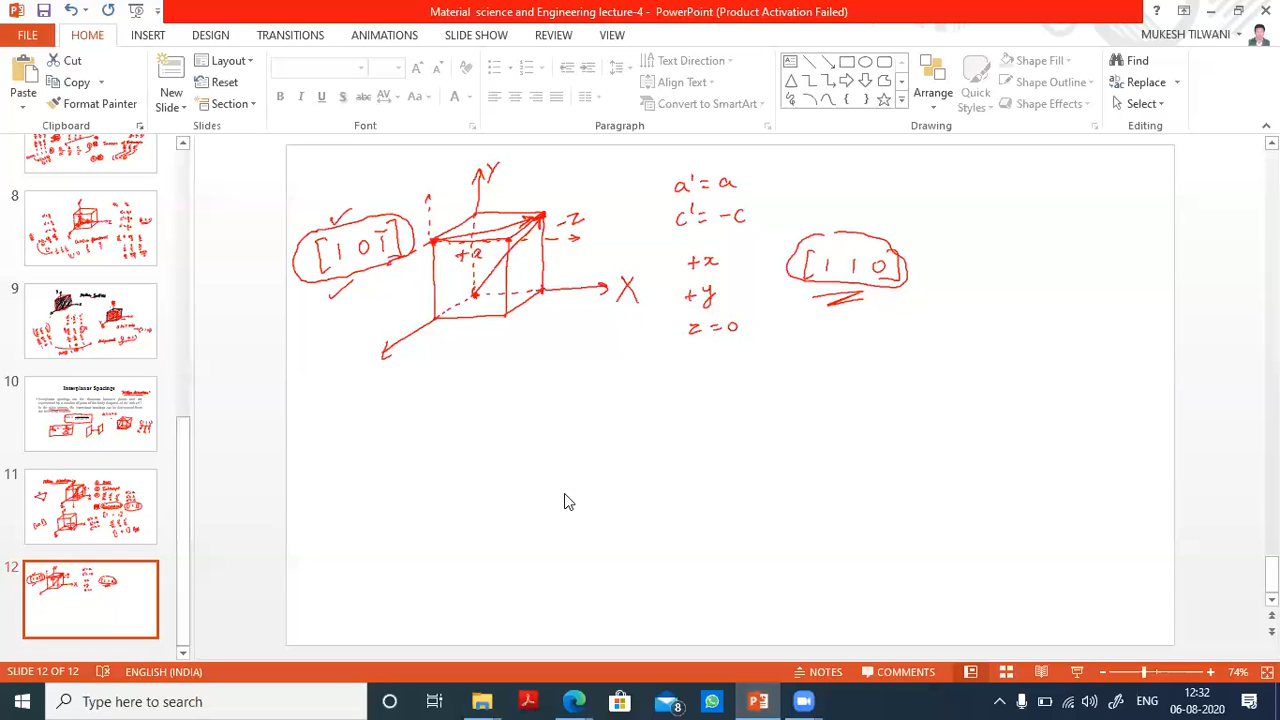 Material science and Engineering lecture-4 - PowerPoint (Product Activation Failed)
FILE
HOME
INSERT
DESIGN
TRANSITIONS
ANIMATIONS
SLIDE SHOW
REVIEW
VIEW
MUKESH TILWANI
Paste
Cut
Copy
Format Painter
New Slide
Layout
Reset
Section
B I U S abc AV Aa A
Text Direction
Align Text
Convert to SmartArt
Arrange
Quick Styles
Shape Fill
Shape Outline
Shape Effects
Find
Replace
Select
Clipboard
Slides
Font
Paragraph
Drawing
Editing
8
9
10
Interplanar Spacings
11
12
Y
[1 0 1̅]
+x
-z
X
a' = a
c' = -c
+x
+y
z = 0
[1 1 0]
SLIDE 12 OF 12
ENGLISH (INDIA)
NOTES
COMMENTS
74%
Type here to search
8
ENG
12:32
06-08-2020